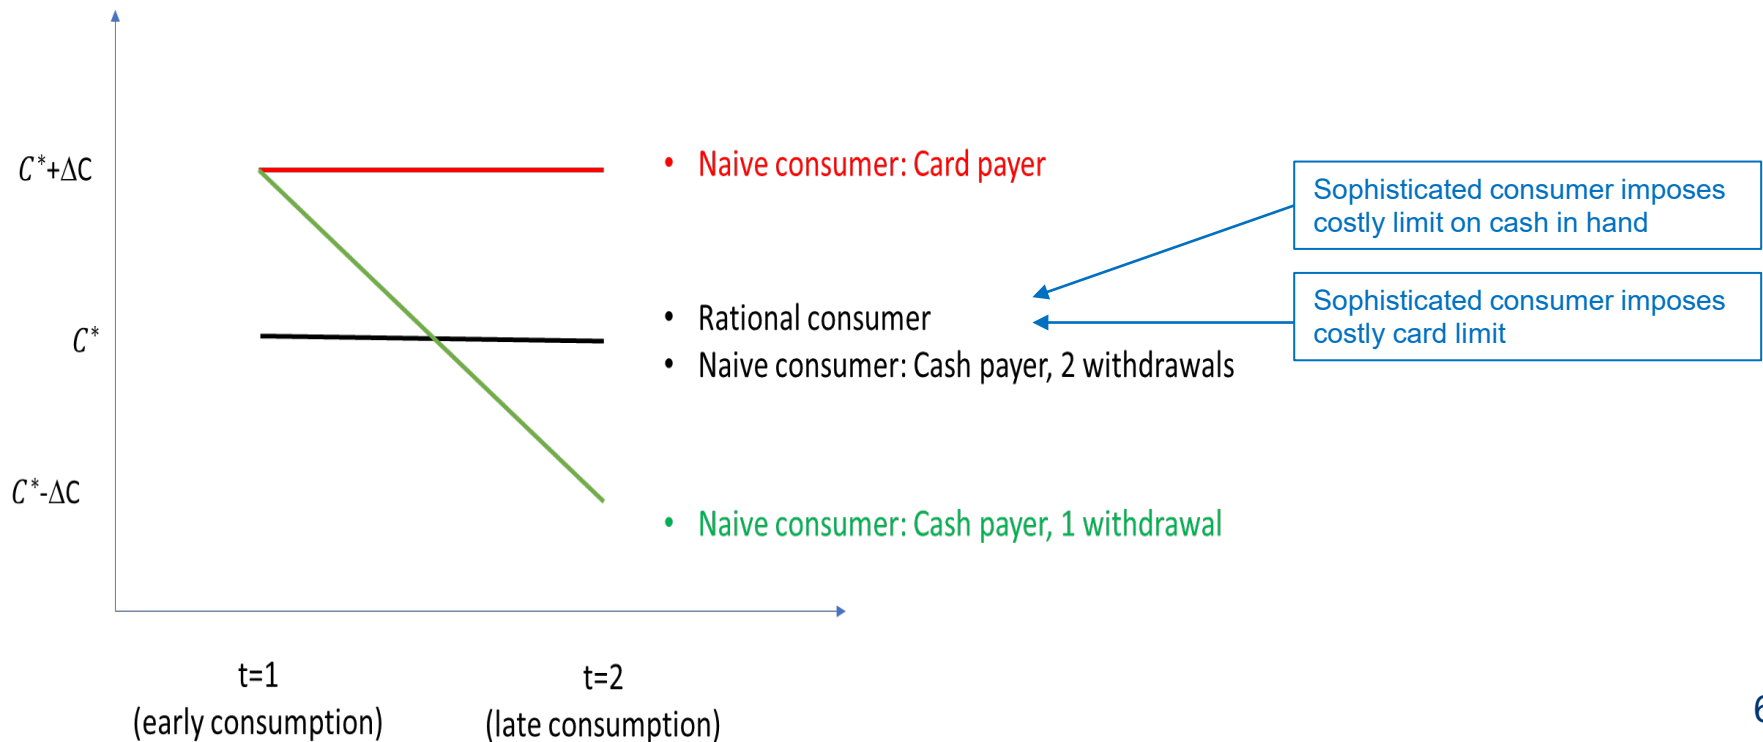 C*+ΔC
• Naive consumer: Card payer
Sophisticated consumer imposes
costly limit on cash in hand
Sophisticated consumer imposes
costly card limit
C*
• Rational consumer
• Naive consumer: Cash payer, 2 withdrawals
C*-ΔC
• Naive consumer: Cash payer, 1 withdrawal
t=1
(early consumption)
t=2
(late consumption)